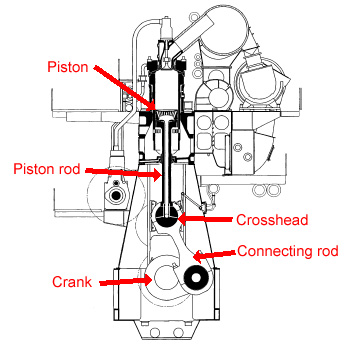 Piston
Piston rod
Crosshead
Connecting rod
Crank